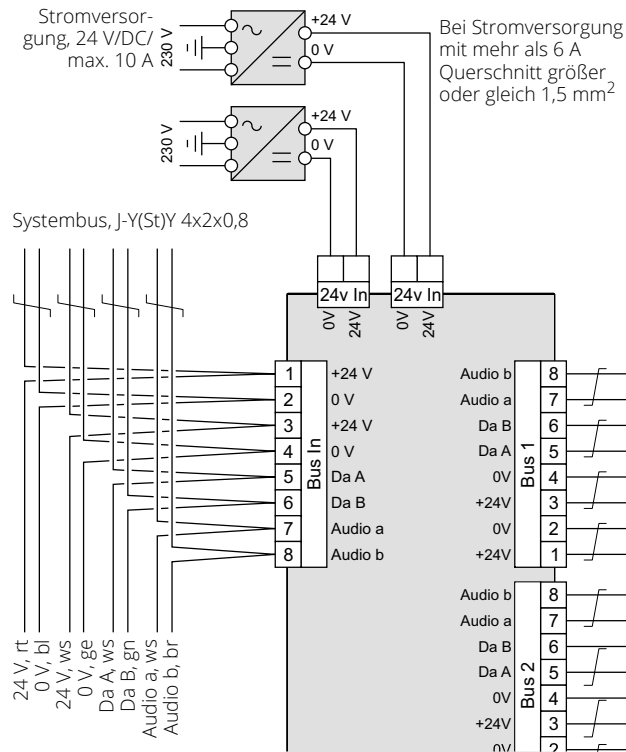 Stromversor-
gung, 24 V/DC/
max. 10 A
230 V
+24 V
0 V
Bei Stromversorgung
mit mehr als 6 A
Querschnitt größer
oder gleich 1,5 mm²
230 V
+24 V
0 V
Systembus, J-Y(St)Y 4x2x0,8
24v In
24v In
0V
24V
0V
24V
Bus In
1 +24 V
2 0 V
3 +24 V
4 0 V
5 Da A
6 Da B
7 Audio a
8 Audio b
Bus 1
Audio b 8
Audio a 7
Da B 6
Da A 5
0V 4
+24V 3
0V 2
+24V 1
Bus 2
Audio b 8
Audio a 7
Da B 6
Da A 5
0V 4
+24V 3
0V 2
24 V, rt
0 V, bl
24 V, ws
0 V, ge
Da A, ws
Da B, gn
Audio a, ws
Audio b, br